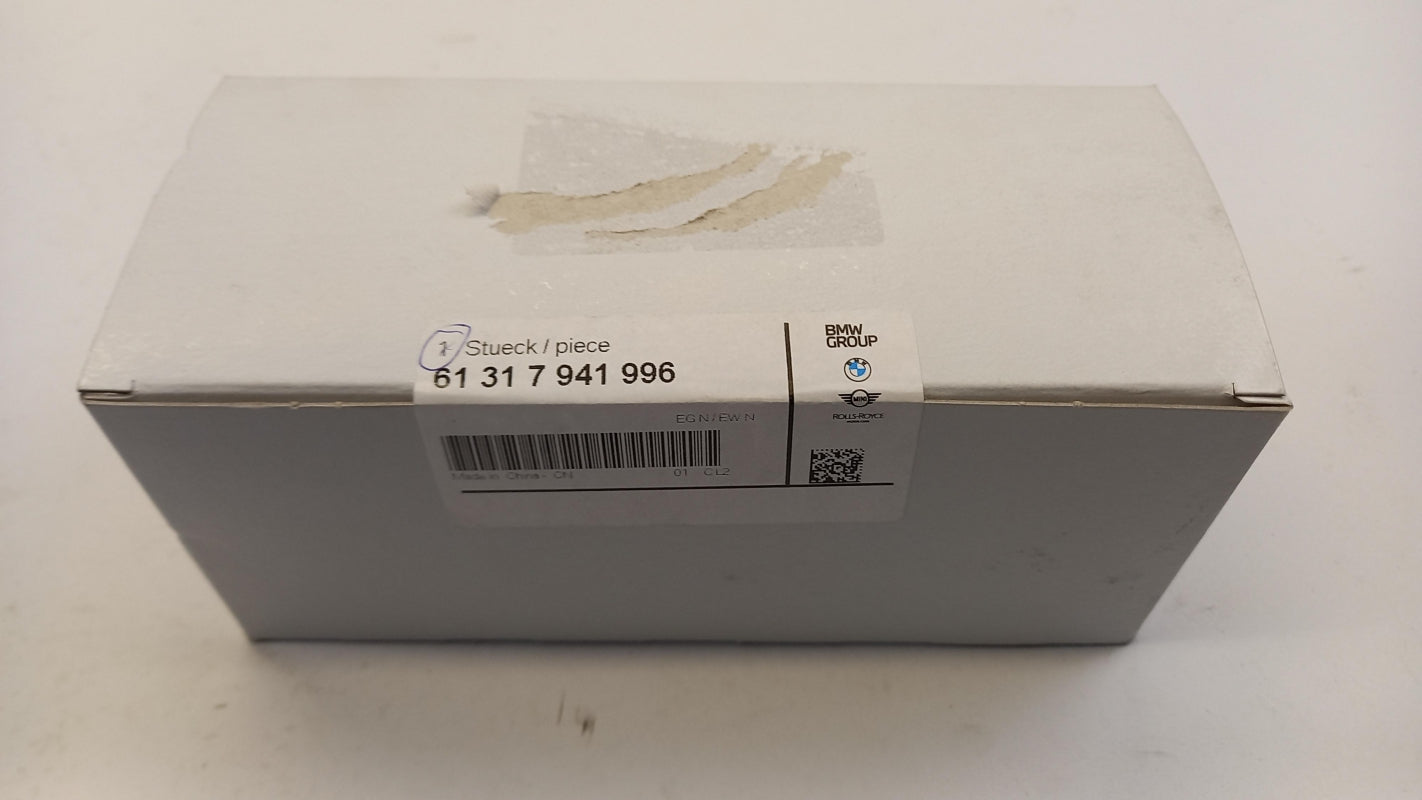 1 Stueck / piece
61 31 7 941 996
EG N / EW N
Made in China - CN
01 CL2
BMW
GROUP
MINI
ROLLS-ROYCE